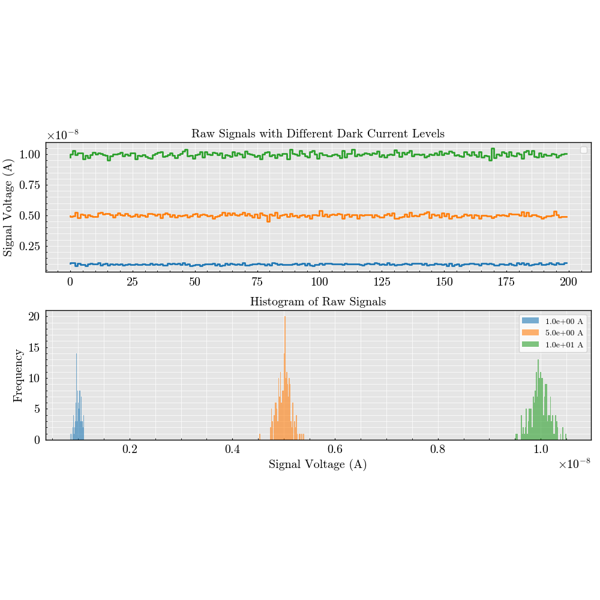 Raw Signals with Different Dark Current Levels
×10⁻⁸
Signal Voltage (A)
1.00
0.75
0.50
0.25
0 25 50 75 100 125 150 175 200
Histogram of Raw Signals
Frequency
20
15
10
5
0
1.0e+00 A
5.0e+00 A
1.0e+01 A
0.2 0.4 0.6 0.8 1.0
Signal Voltage (A)
×10⁻⁸